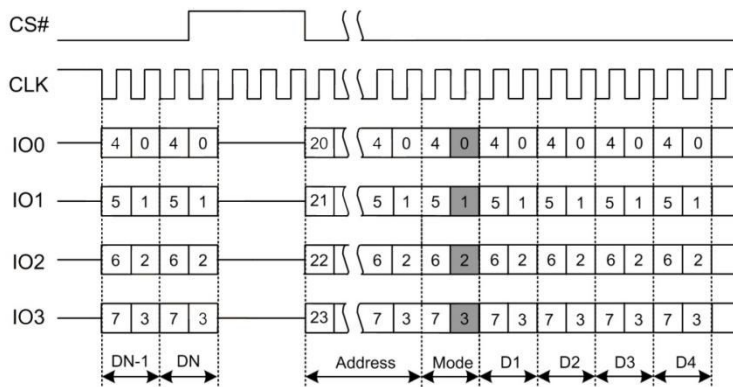 CS#
CLK
IO0 4 0 4 0 20 4 0 4 0 4 0 4 0 4 0 4 0
IO1 5 1 5 1 21 5 1 5 1 5 1 5 1 5 1 5 1
IO2 6 2 6 2 22 6 2 6 2 6 2 6 2 6 2 6 2
IO3 7 3 7 3 23 7 3 7 3 7 3 7 3 7 3 7 3
DN-1 DN Address Mode D1 D2 D3 D4